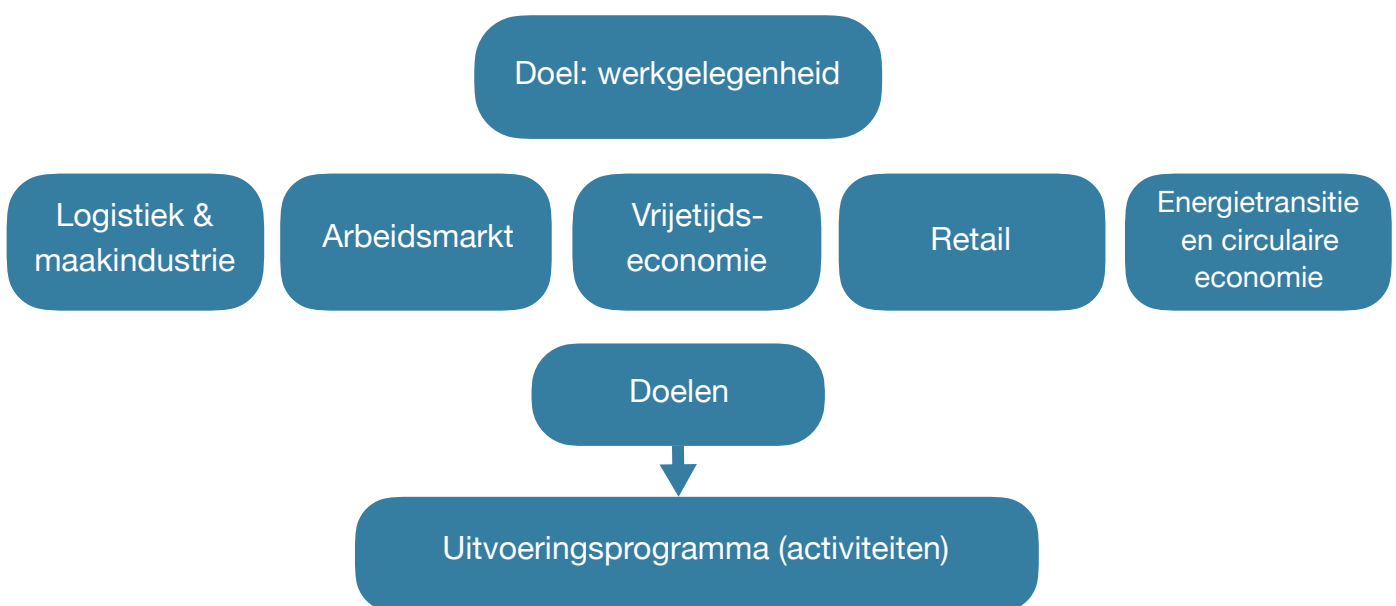 Doel: werkgelegenheid
Logistiek &
maakindustrie
Arbeidsmarkt
Vrijetijds-
economie
Retail
Energietransitie
en circulaire
economie
Doelen
Uitvoeringsprogramma (activiteiten)